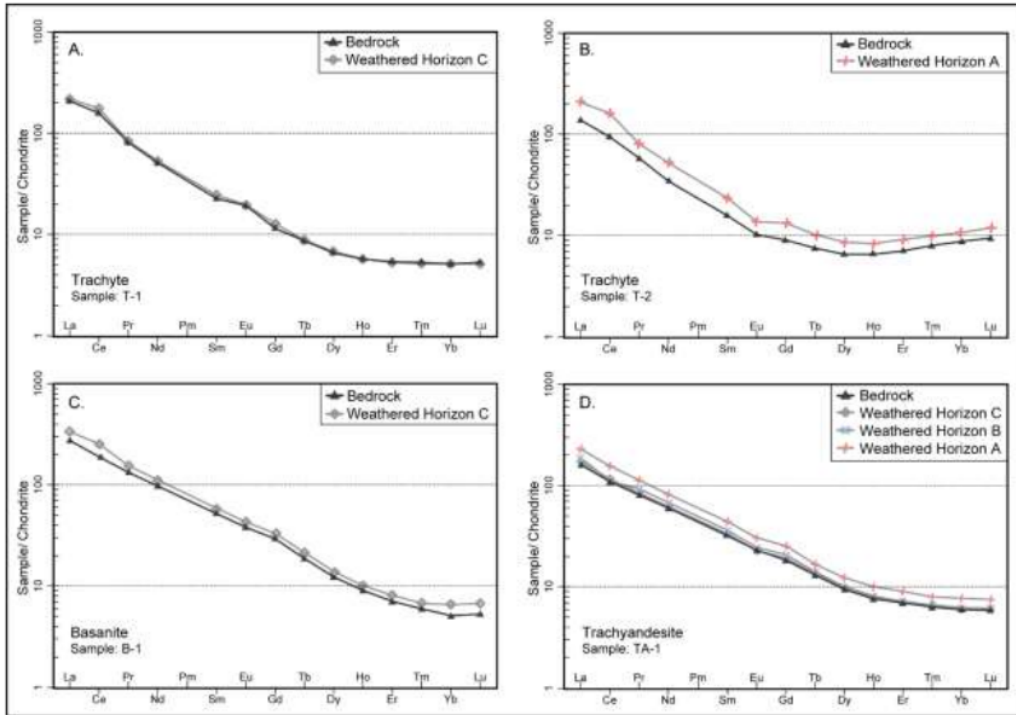 A.
Bedrock
Weathered Horizon C
Sample/ Chondrite
1000
100
10
1
Trachyte
Sample: T-1
La Pr Pm Eu Tb Ho Tm Lu
Ce Nd Sm Gd Dy Er Yb
B.
Bedrock
Weathered Horizon A
Sample/ Chondrite
1000
100
10
1
Trachyte
Sample: T-2
La Pr Pm Eu Tb Ho Tm Lu
Ce Nd Sm Gd Dy Er Yb
C.
Bedrock
Weathered Horizon C
Sample/ Chondrite
1000
100
10
1
Basanite
Sample: B-1
La Pr Pm Eu Tb Ho Tm Lu
Ce Nd Sm Gd Dy Er Yb
D.
Bedrock
Weathered Horizon C
Weathered Horizon B
Weathered Horizon A
Sample/ Chondrite
1000
100
10
1
Trachyandesite
Sample: TA-1
La Pr Pm Eu Tb Ho Tm Lu
Ce Nd Sm Gd Dy Er Yb